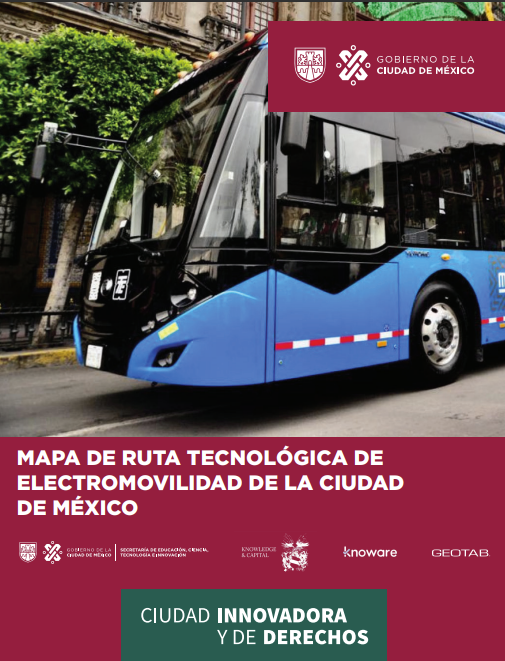 GOBIERNO DE LA
CIUDAD DE MÉXICO
MAPA DE RUTA TECNOLÓGICA DE
ELECTROMOVILIDAD DE LA CIUDAD
DE MÉXICO
GOBIERNO DE LA
CIUDAD DE MÉXICO
SECRETARÍA DE EDUCACIÓN, CIENCIA,
TECNOLOGÍA E INNOVACIÓN
KNOWLEDGE
& CAPITAL
knoware
GEOTAB
CIUDAD INNOVADORA
Y DE DERECHOS